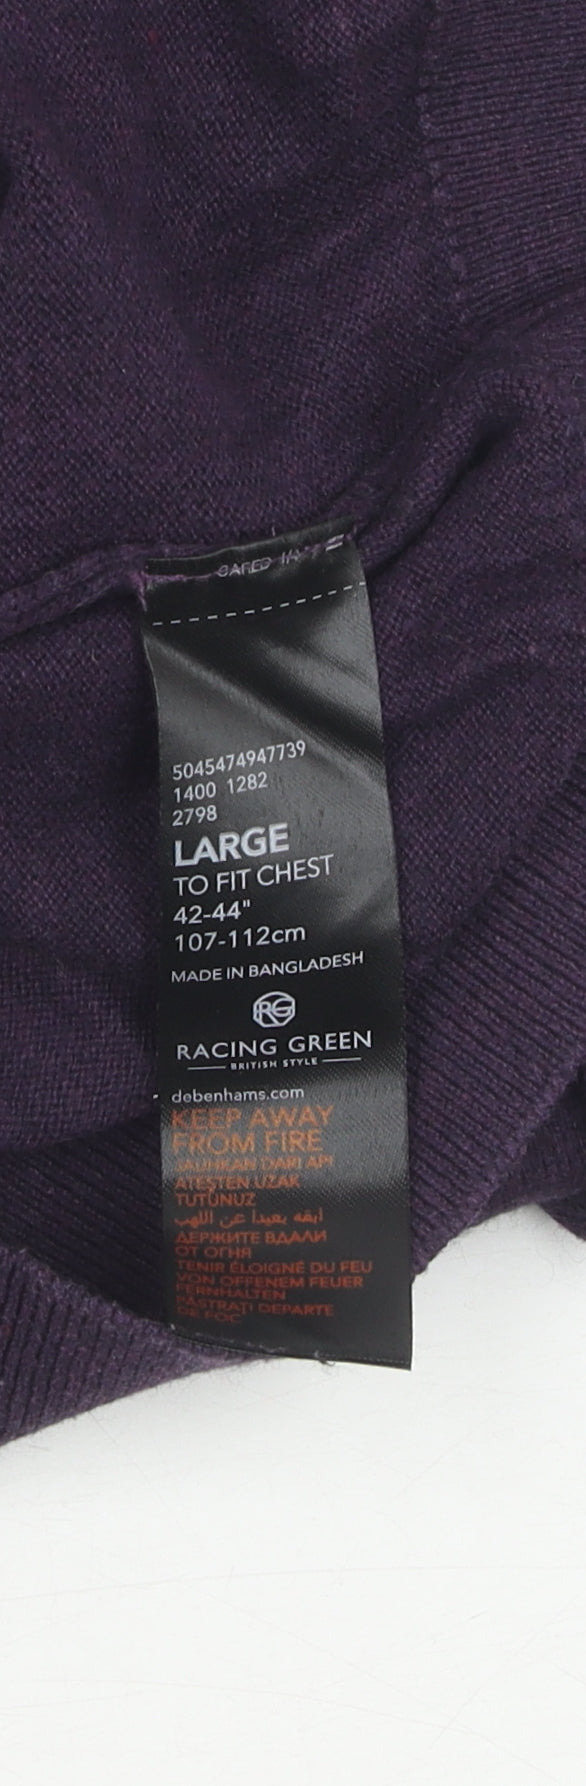 5045474947739
1400 1282
2798
LARGE
TO FIT CHEST
42-44"
107-112cm
MADE IN BANGLADESH
RG
RACING GREEN
BRITISH STYLE
debenhams.com
KEEP AWAY
FROM FIRE
JAUHKAN DARI API
ATEŞTEN UZAK
TUTUNUZ
ابقه بعيدا عن اللهب
ДЕРЖИТЕ ВДАЛИ
ОТ ОГНЯ
TENIR ÉLOIGNÉ DU FEU
VON OFFENEM FEUER
FERNHALTEN
PĂSTRAŢI DEPARTE
DE FOC